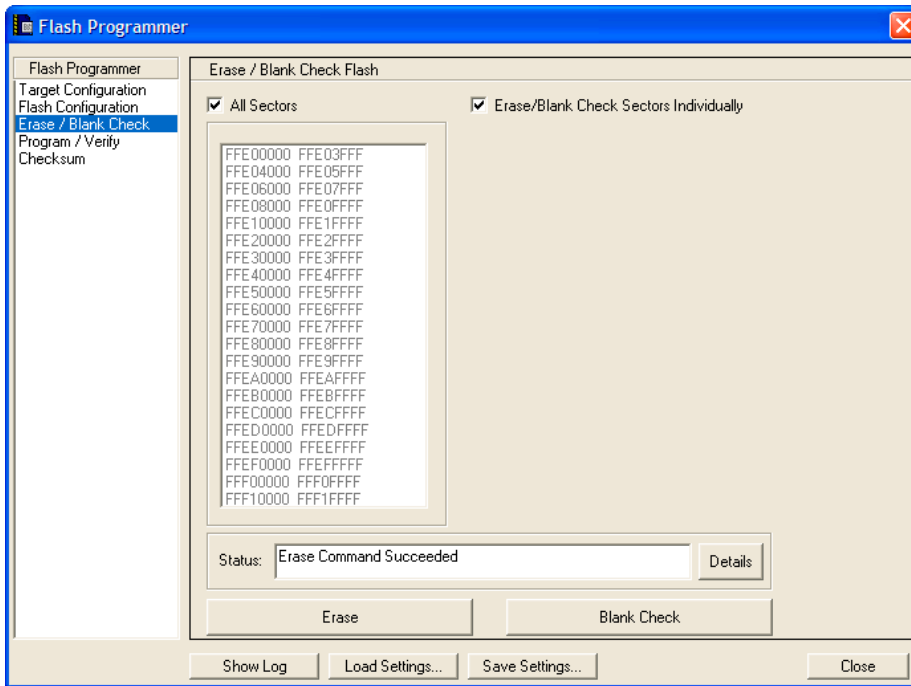 Flash Programmer
Flash Programmer
Target Configuration
Flash Configuration
Erase / Blank Check
Program / Verify
Checksum
Erase / Blank Check Flash
All Sectors
Erase/Blank Check Sectors Individually
FFE00000 FFE03FFF
FFE04000 FFE05FFF
FFE06000 FFE07FFF
FFE08000 FFE0FFFF
FFE10000 FFE1FFFF
FFE20000 FFE2FFFF
FFE30000 FFE3FFFF
FFE40000 FFE4FFFF
FFE50000 FFE5FFFF
FFE60000 FFE6FFFF
FFE70000 FFE7FFFF
FFE80000 FFE8FFFF
FFE90000 FFE9FFFF
FFEA0000 FFEAFFFF
FFEB0000 FFEBFFFF
FFEC0000 FFECFFFF
FFED0000 FFEDFFFF
FFEE0000 FFEEFFFF
FFEF0000 FFEFFFFF
FFF00000 FFF0FFFF
FFF10000 FFF1FFFF
Status: Erase Command Succeeded Details
Erase Blank Check
Show Log Load Settings... Save Settings... Close